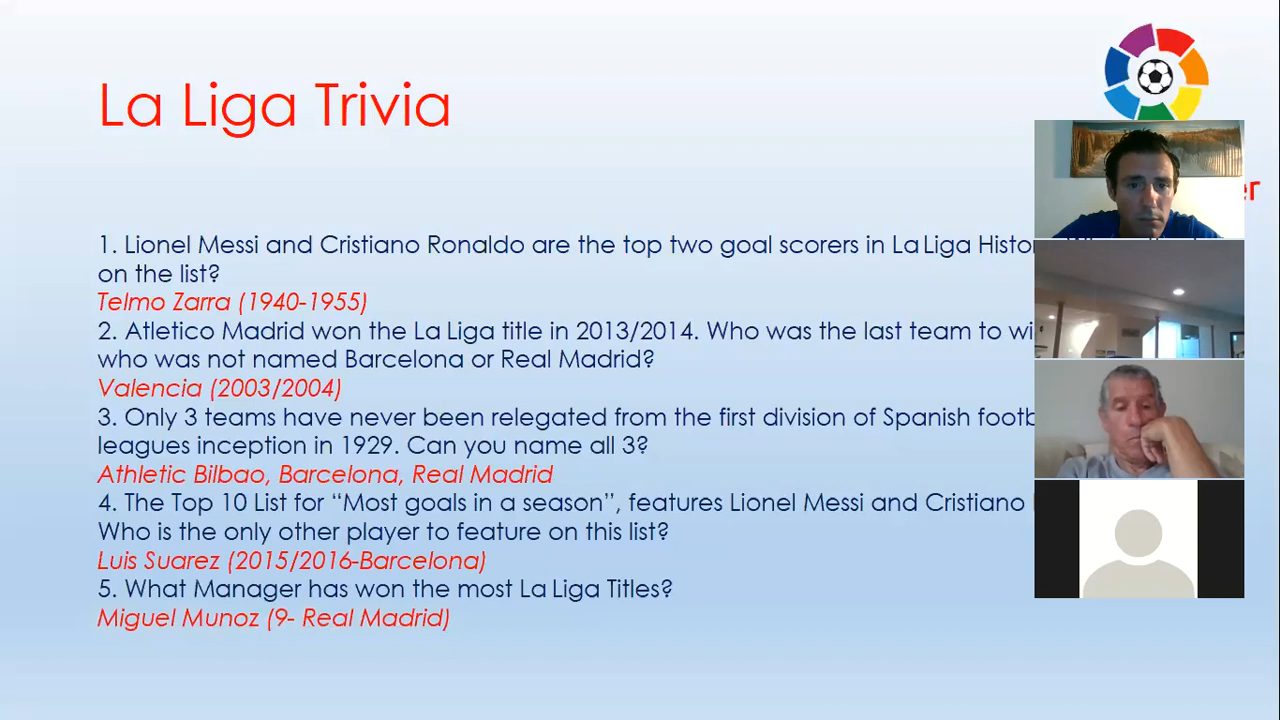 La Liga Trivia
er
1. Lionel Messi and Cristiano Ronaldo are the top two goal scorers in La Liga Histor
on the list?
Telmo Zarra (1940-1955)
2. Atletico Madrid won the La Liga title in 2013/2014. Who was the last team to wi
who was not named Barcelona or Real Madrid?
Valencia (2003/2004)
3. Only 3 teams have never been relegated from the first division of Spanish footb
leagues inception in 1929. Can you name all 3?
Athletic Bilbao, Barcelona, Real Madrid
4. The Top 10 List for “Most goals in a season”, features Lionel Messi and Cristiano
Who is the only other player to feature on this list?
Luis Suarez (2015/2016-Barcelona)
5. What Manager has won the most La Liga Titles?
Miguel Munoz (9- Real Madrid)